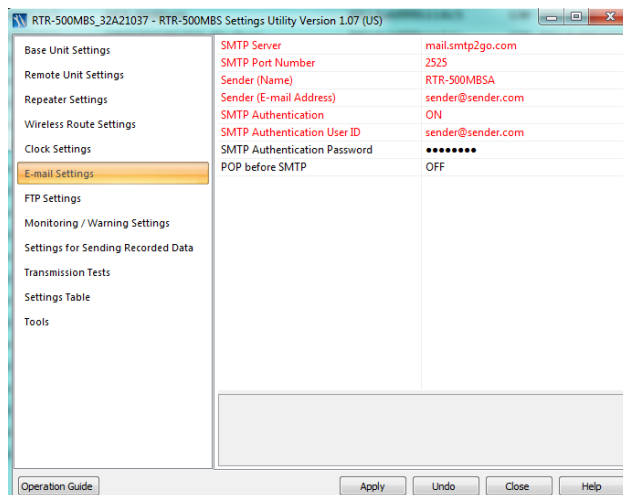 RTR-500MBS_32A21037 - RTR-500MBS Settings Utility Version 1.07 (US)
Base Unit Settings
Remote Unit Settings
Repeater Settings
Wireless Route Settings
Clock Settings
E-mail Settings
FTP Settings
Monitoring / Warning Settings
Settings for Sending Recorded Data
Transmission Tests
Settings Table
Tools
SMTP Server mail.smtp2go.com
SMTP Port Number 2525
Sender (Name) RTR-500MBSA
Sender (E-mail Address) sender@sender.com
SMTP Authentication ON
SMTP Authentication User ID sender@sender.com
SMTP Authentication Password ●●●●●●●●
POP before SMTP OFF
Operation Guide Apply Undo Close Help